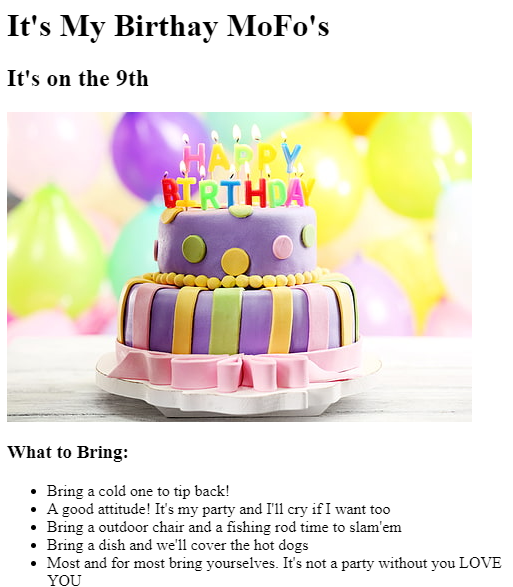 It's My Birthay MoFo's
It's on the 9th
HAPPY
BIRTHDAY
What to Bring:
Bring a cold one to tip back!
A good attitude! It's my party and I'll cry if I want too
Bring a outdoor chair and a fishing rod time to slam'em
Bring a dish and we'll cover the hot dogs
Most and for most bring yourselves. It's not a party without you LOVE
YOU